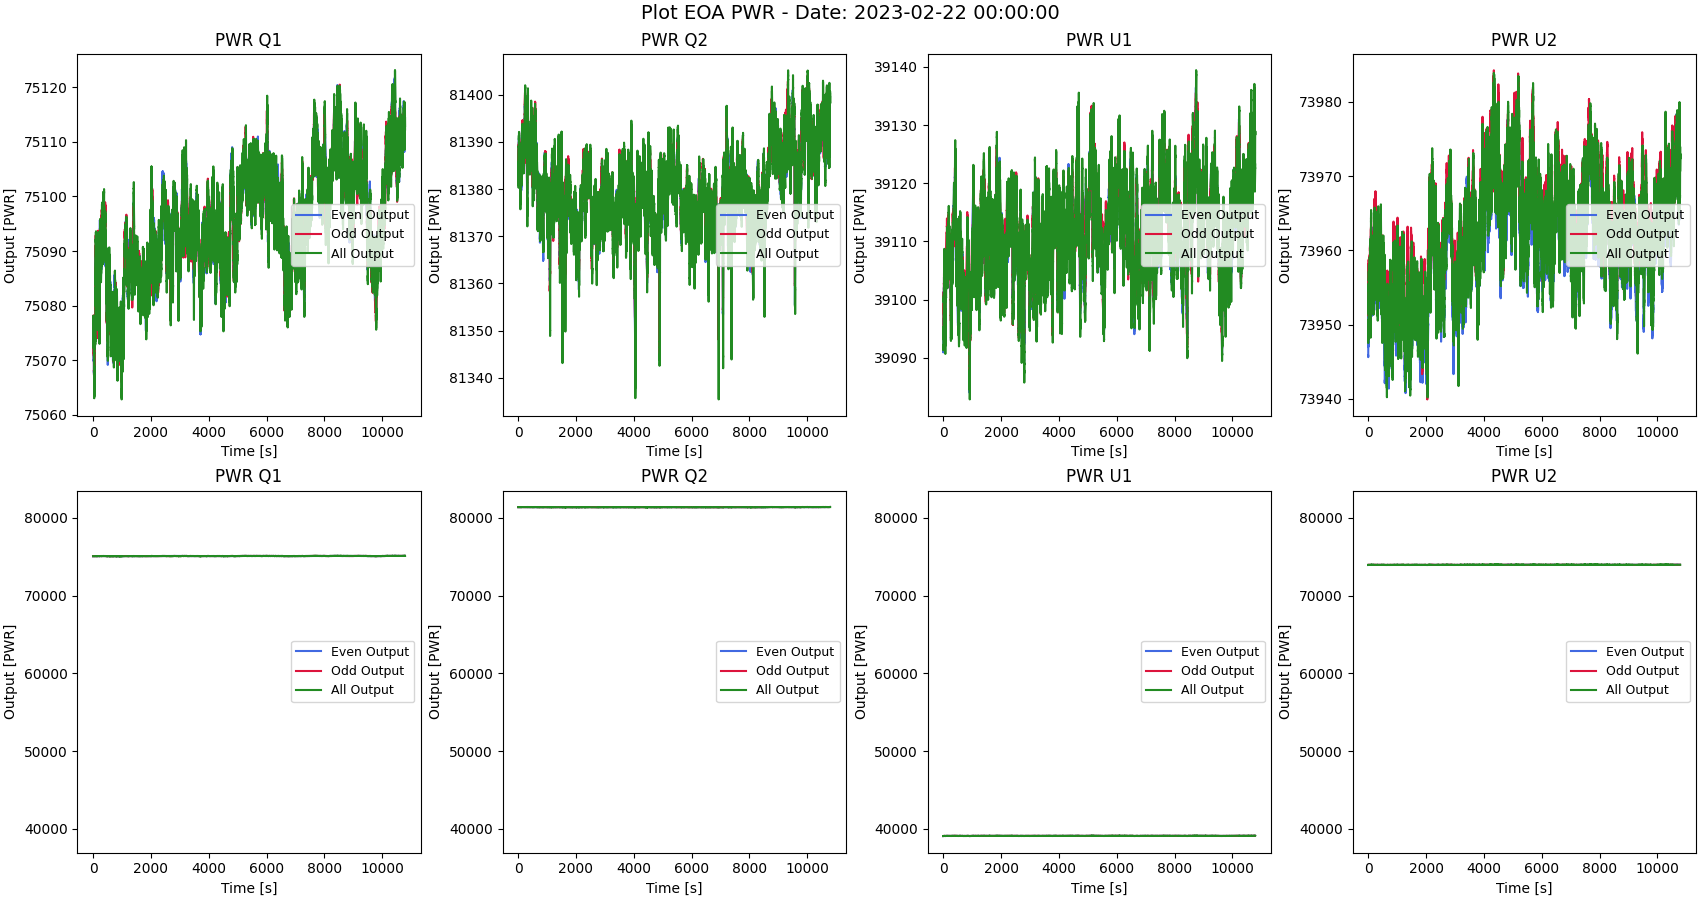 Plot EOA PWR - Date: 2023-02-22 00:00:00
PWR Q1
Output [PWR]
75120
75110
75100
75090
75080
75070
75060
0 2000 4000 6000 8000 10000
Time [s]
Even Output
Odd Output
All Output
PWR Q2
Output [PWR]
81400
81390
81380
81370
81360
81350
81340
0 2000 4000 6000 8000 10000
Time [s]
Even Output
Odd Output
All Output
PWR U1
Output [PWR]
39140
39130
39120
39110
39100
39090
0 2000 4000 6000 8000 10000
Time [s]
Even Output
Odd Output
All Output
PWR U2
Output [PWR]
73980
73970
73960
73950
73940
0 2000 4000 6000 8000 10000
Time [s]
Even Output
Odd Output
All Output
PWR Q1
Output [PWR]
80000
70000
60000
50000
40000
0 2000 4000 6000 8000 10000
Time [s]
Even Output
Odd Output
All Output
PWR Q2
Output [PWR]
80000
70000
60000
50000
40000
0 2000 4000 6000 8000 10000
Time [s]
Even Output
Odd Output
All Output
PWR U1
Output [PWR]
80000
70000
60000
50000
40000
0 2000 4000 6000 8000 10000
Time [s]
Even Output
Odd Output
All Output
PWR U2
Output [PWR]
80000
70000
60000
50000
40000
0 2000 4000 6000 8000 10000
Time [s]
Even Output
Odd Output
All Output